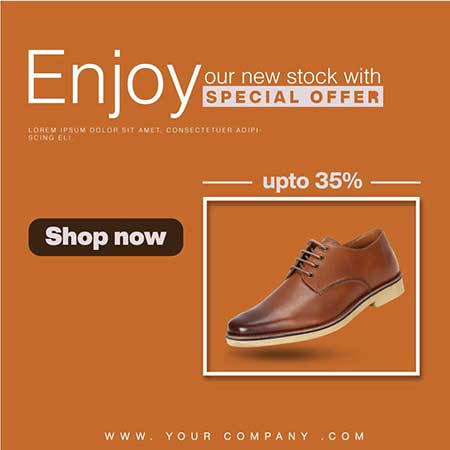 Enjoy our new stock with
SPECIAL OFFER
LOREM IPSUM DOLOR SIT AMET, CONSECTETUER ADIPI-
SCING ELI.
upto 35%
Shop now
WWW. YOUR COMPANY .COM